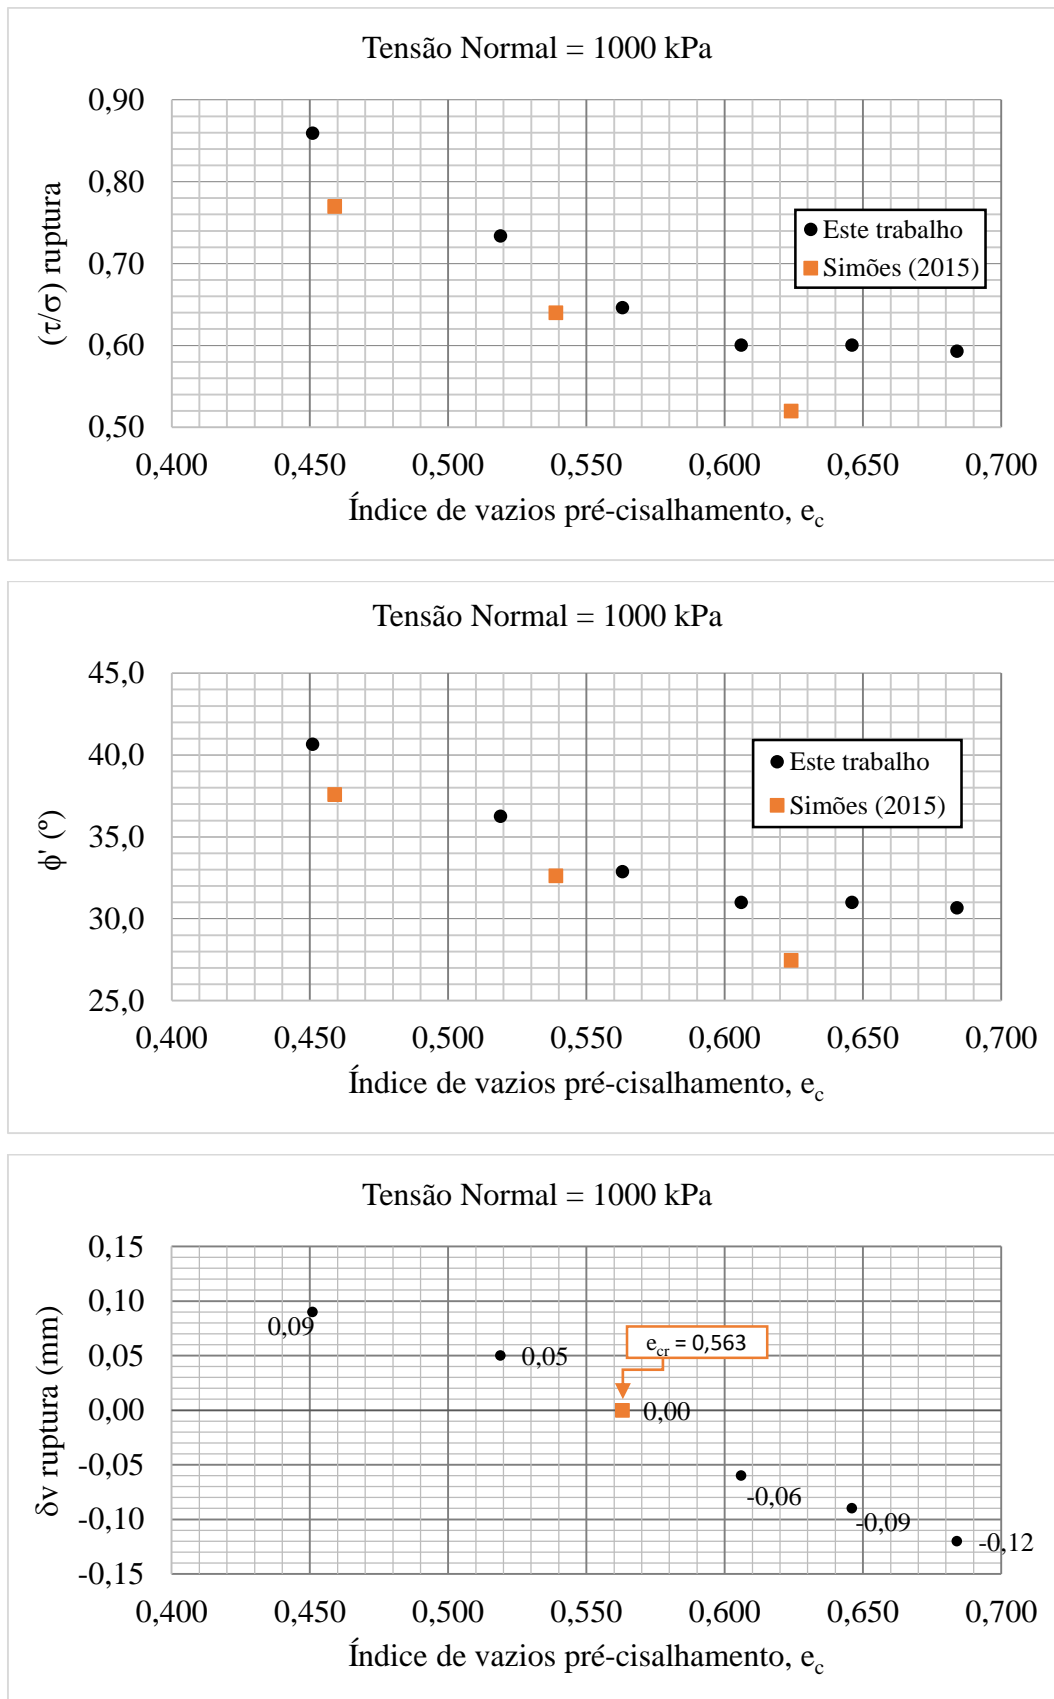 Tensão Normal = 1000 kPa
0,90
0,80
0,70
0,60
0,50
(τ/σ) ruptura
Este trabalho
Simões (2015)
0,400 0,450 0,500 0,550 0,600 0,650 0,700
Índice de vazios pré-cisalhamento, e_c
Tensão Normal = 1000 kPa
45,0
40,0
35,0
30,0
25,0
ϕ' (º)
Este trabalho
Simões (2015)
0,400 0,450 0,500 0,550 0,600 0,650 0,700
Índice de vazios pré-cisalhamento, e_c
Tensão Normal = 1000 kPa
0,15
0,10
0,05
0,00
-0,05
-0,10
-0,15
δv ruptura (mm)
0,09
0,05
e_cr = 0,563
0,00
-0,06
-0,09
-0,12
0,400 0,450 0,500 0,550 0,600 0,650 0,700
Índice de vazios pré-cisalhamento, e_c